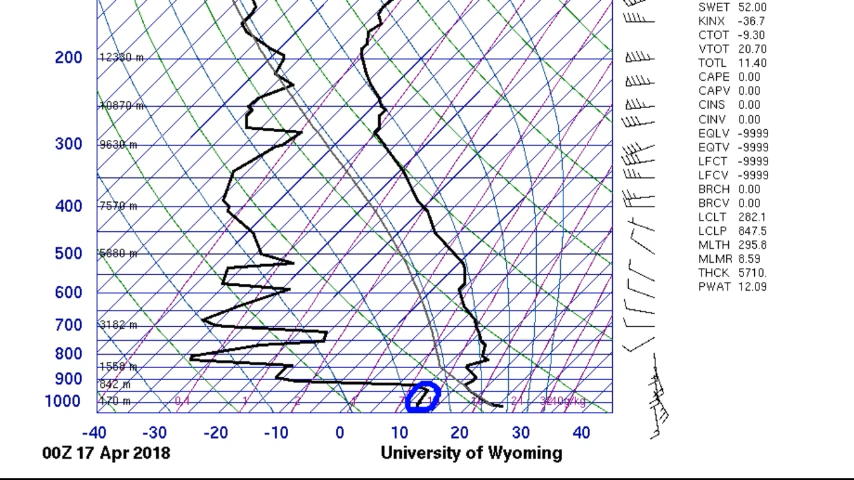 SWET 52.00
KINX -36.7
CTOT -9.30
VTOT 20.70
TOTL 11.40
CAPE 0.00
CAPV 0.00
CINS 0.00
CINV 0.00
EQLV -9999
EQTV -9999
LFCT -9999
LFCV -9999
BRCH 0.00
BRCV 0.00
LCLT 282.1
LCLP 847.5
MLTH 295.8
MLMR 8.59
THCK 5710.
PWAT 12.09
200 12330 m
10870 m
300 9630 m
400 7570 m
500 5880 m
600
700 3182 m
800 1558 m
900 842 m
1000 170 m 0.4 1 2 4 7 16 24 32 40g/kg
-40 -30 -20 -10 0 10 20 30 40
00Z 17 Apr 2018 University of Wyoming